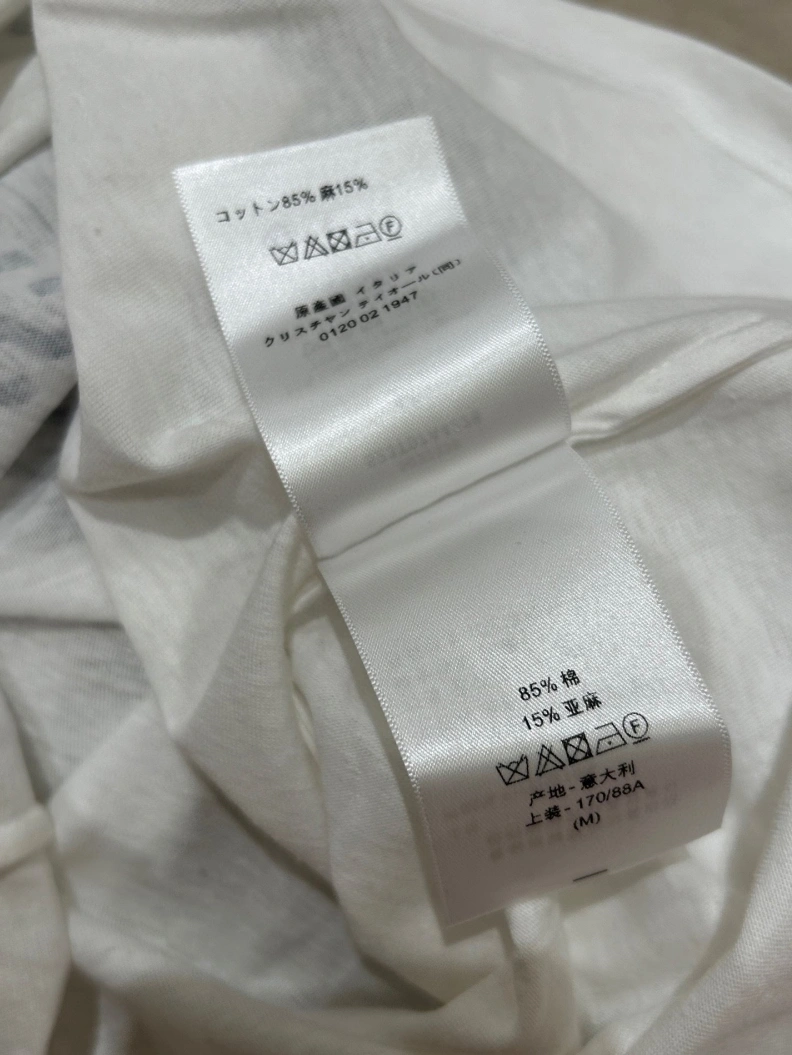 コットン85% 麻15%
原産國 イタリア
クリスチャン ディオール(同)
0120 02 1947
85% 棉
15% 亚麻
产地-意大利
上装-170/88A
(M)